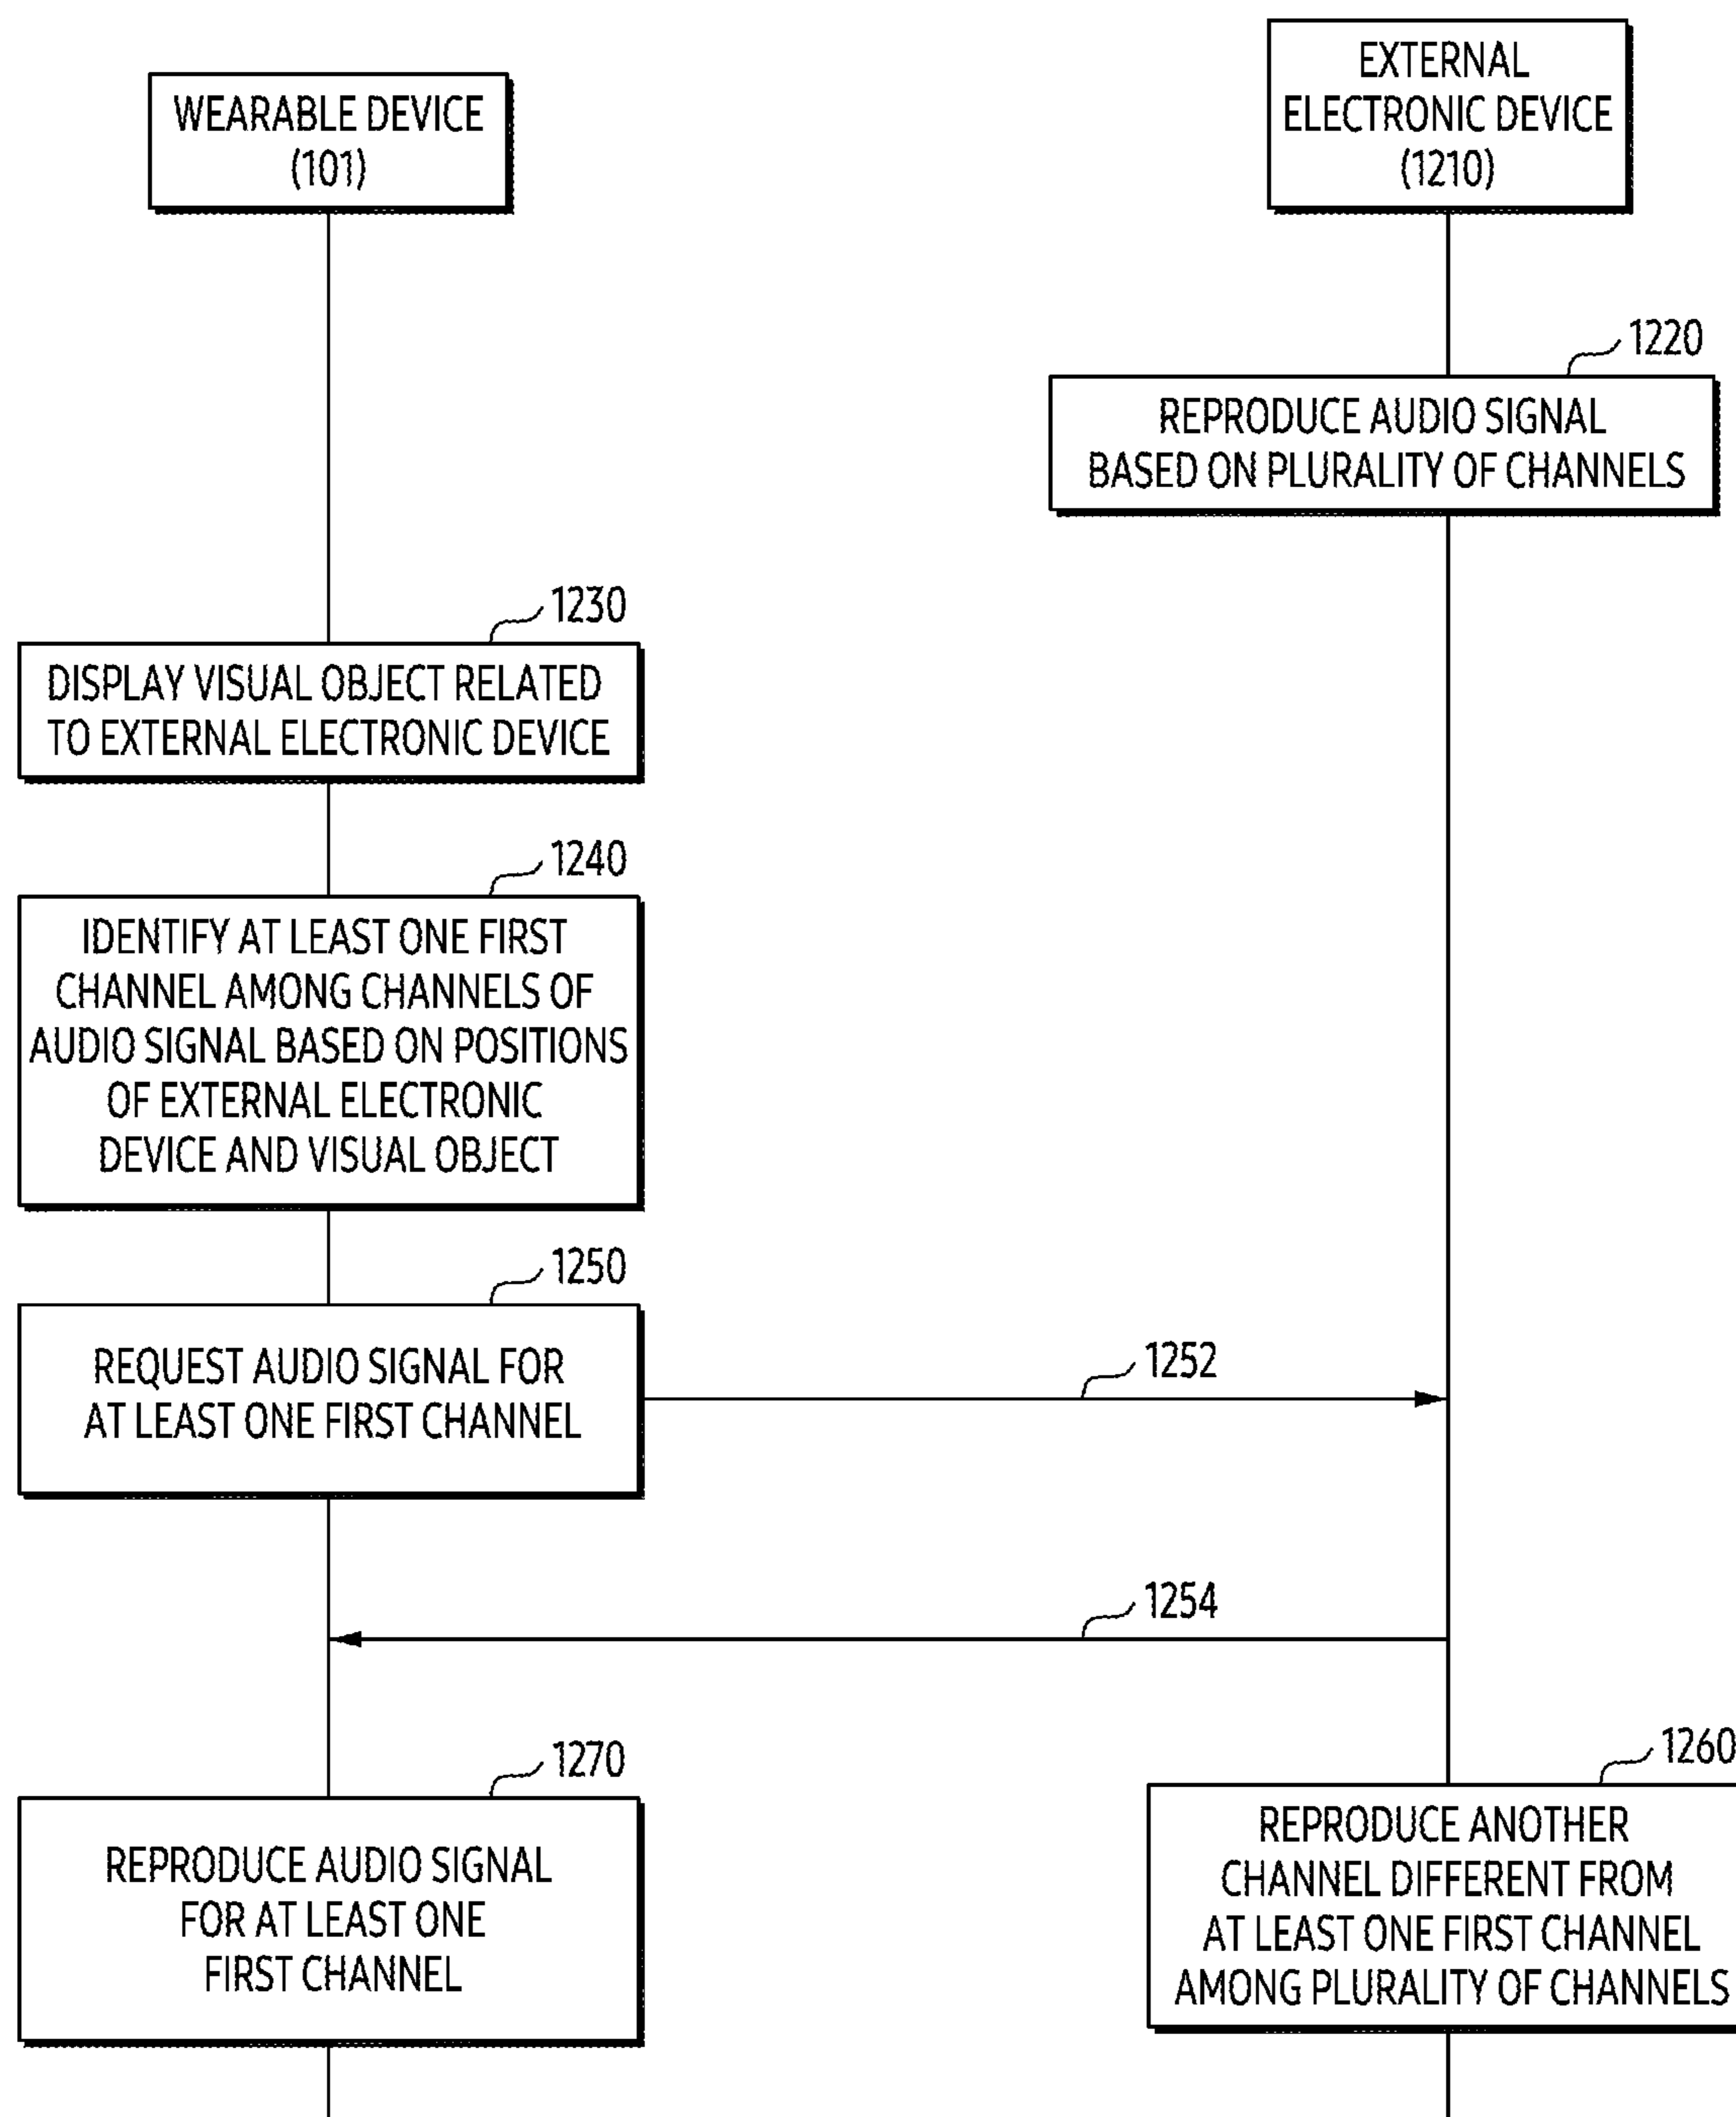 WEARABLE DEVICE
(101)
EXTERNAL
ELECTRONIC DEVICE
(1210)
1220
REPRODUCE AUDIO SIGNAL
BASED ON PLURALITY OF CHANNELS
1230
DISPLAY VISUAL OBJECT RELATED
TO EXTERNAL ELECTRONIC DEVICE
1240
IDENTIFY AT LEAST ONE FIRST
CHANNEL AMONG CHANNELS OF
AUDIO SIGNAL BASED ON POSITIONS
OF EXTERNAL ELECTRONIC
DEVICE AND VISUAL OBJECT
1250
REQUEST AUDIO SIGNAL FOR
AT LEAST ONE FIRST CHANNEL
1252
1254
1260
REPRODUCE ANOTHER
CHANNEL DIFFERENT FROM
AT LEAST ONE FIRST CHANNEL
AMONG PLURALITY OF CHANNELS
1270
REPRODUCE AUDIO SIGNAL
FOR AT LEAST ONE
FIRST CHANNEL